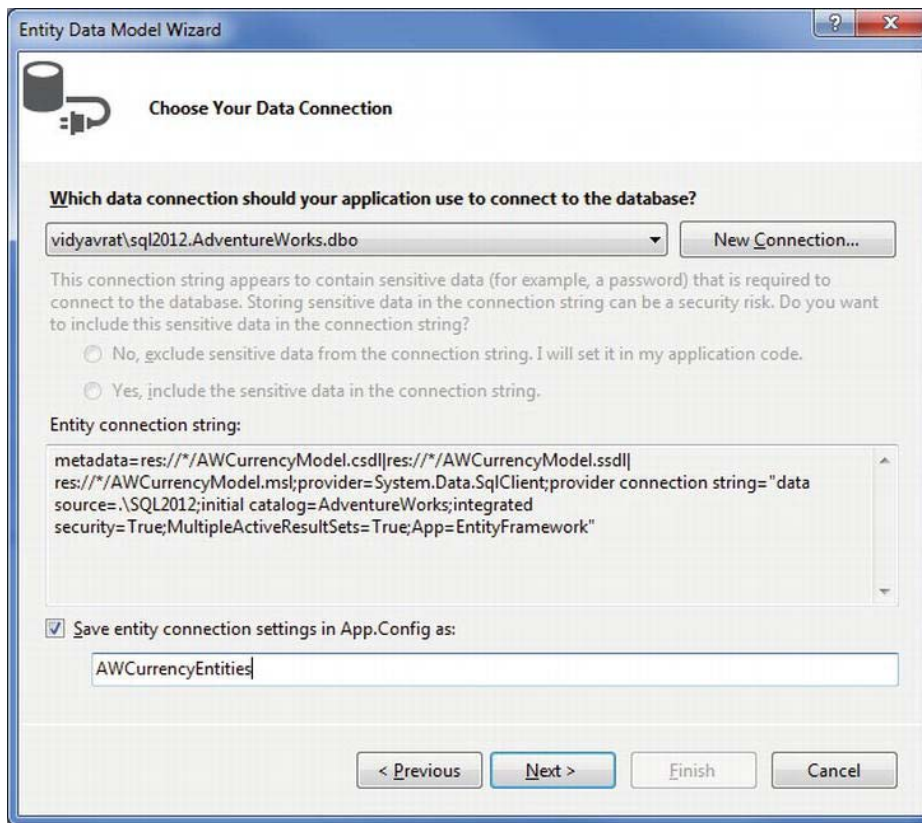 Entity Data Model Wizard
Choose Your Data Connection
Which data connection should your application use to connect to the database?
vidyavrat\sql2012.AdventureWorks.dbo
New Connection...
This connection string appears to contain sensitive data (for example, a password) that is required to
connect to the database. Storing sensitive data in the connection string can be a security risk. Do you want
to include this sensitive data in the connection string?
No, exclude sensitive data from the connection string. I will set it in my application code.
Yes, include the sensitive data in the connection string.
Entity connection string:
metadata=res://*/AWCurrencyModel.csdl|res://*/AWCurrencyModel.ssdl|
res://*/AWCurrencyModel.msl;provider=System.Data.SqlClient;provider connection string="data
source=.\SQL2012;initial catalog=AdventureWorks;integrated
security=True;MultipleActiveResultSets=True;App=EntityFramework"
Save entity connection settings in App.Config as:
AWCurrencyEntities
< Previous
Next >
Finish
Cancel